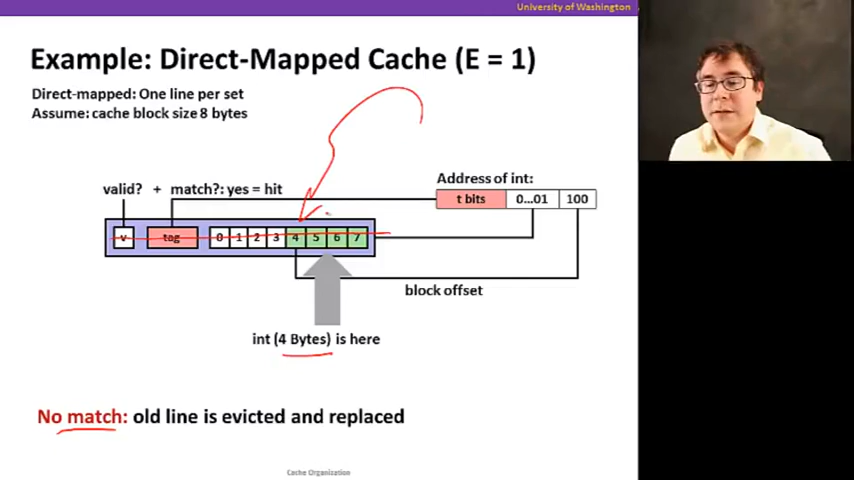 University of Washington
Example: Direct-Mapped Cache (E = 1)
Direct-mapped: One line per set
Assume: cache block size 8 bytes
Address of int:
valid? + match?: yes = hit
t bits 0...01 100
v tag 0 1 2 3 4 5 6 7
block offset
int (4 Bytes) is here
No match: old line is evicted and replaced
Cache Organization